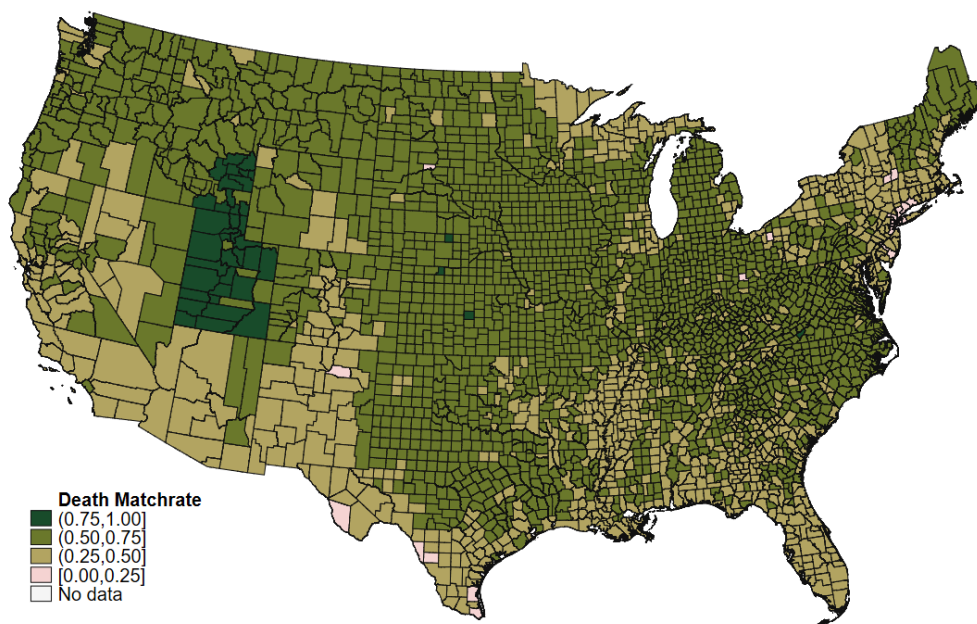 Death Matchrate
(0.75,1.00]
(0.50,0.75]
(0.25,0.50]
[0.00,0.25]
No data